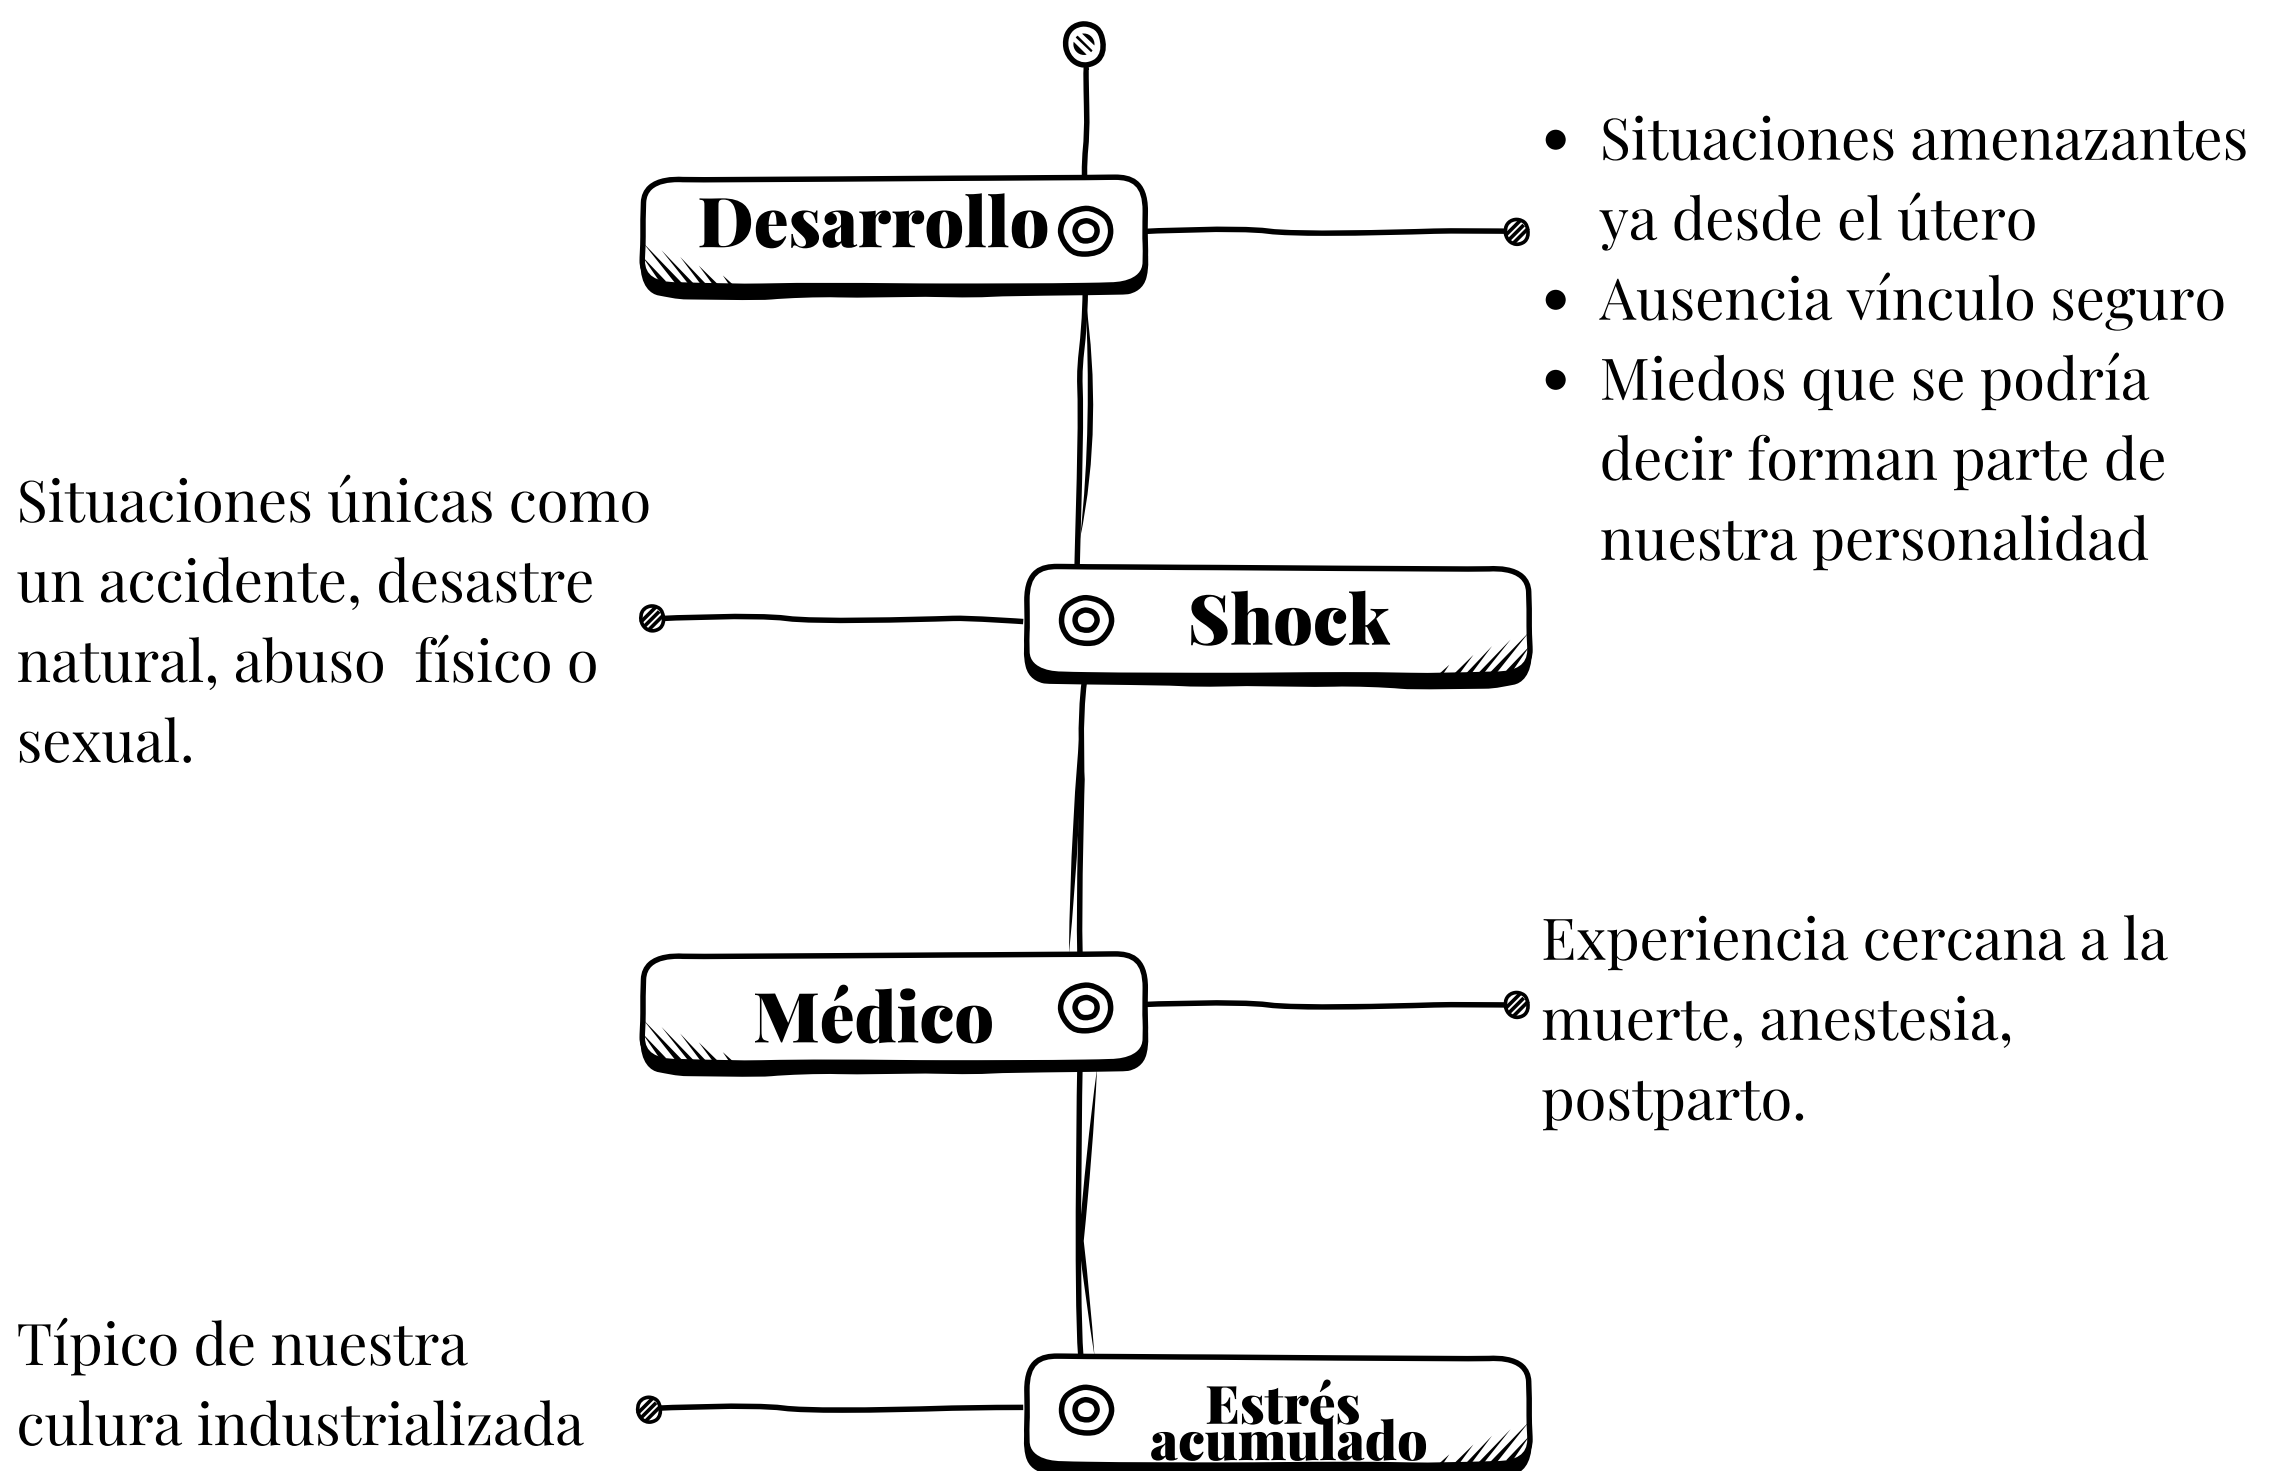 Desarrollo
• Situaciones amenazantes
ya desde el útero
• Ausencia vínculo seguro
• Miedos que se podría
decir forman parte de
nuestra personalidad
Situaciones únicas como
un accidente, desastre
natural, abuso  físico o
sexual.
Shock
Médico
Experiencia cercana a la
muerte, anestesia,
postparto.
Típico de nuestra
culura industrializada
Estrés
acumulado